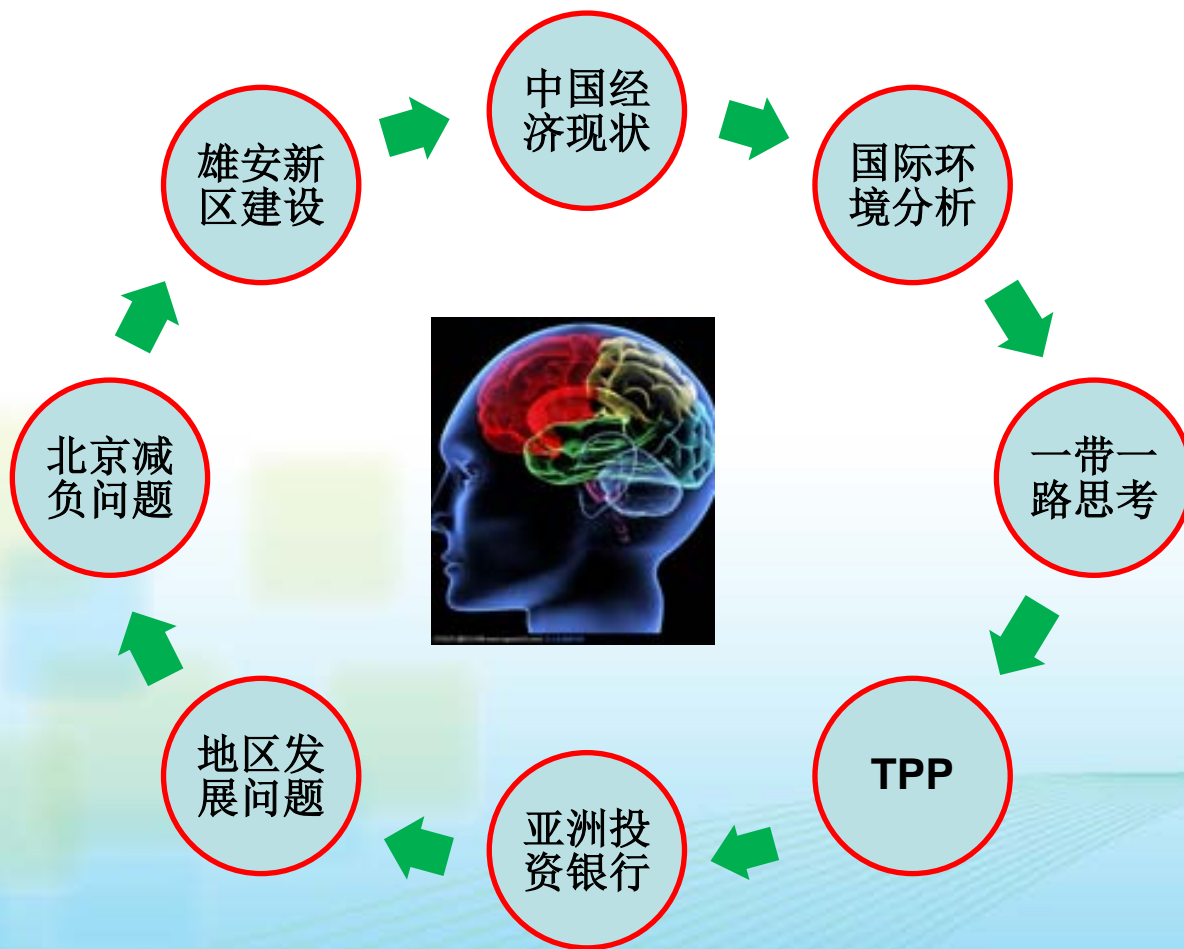 中国经
济现状
国际环
境分析
一带一
路思考
TPP
亚洲投
资银行
地区发
展问题
北京减
负问题
雄安新
区建设